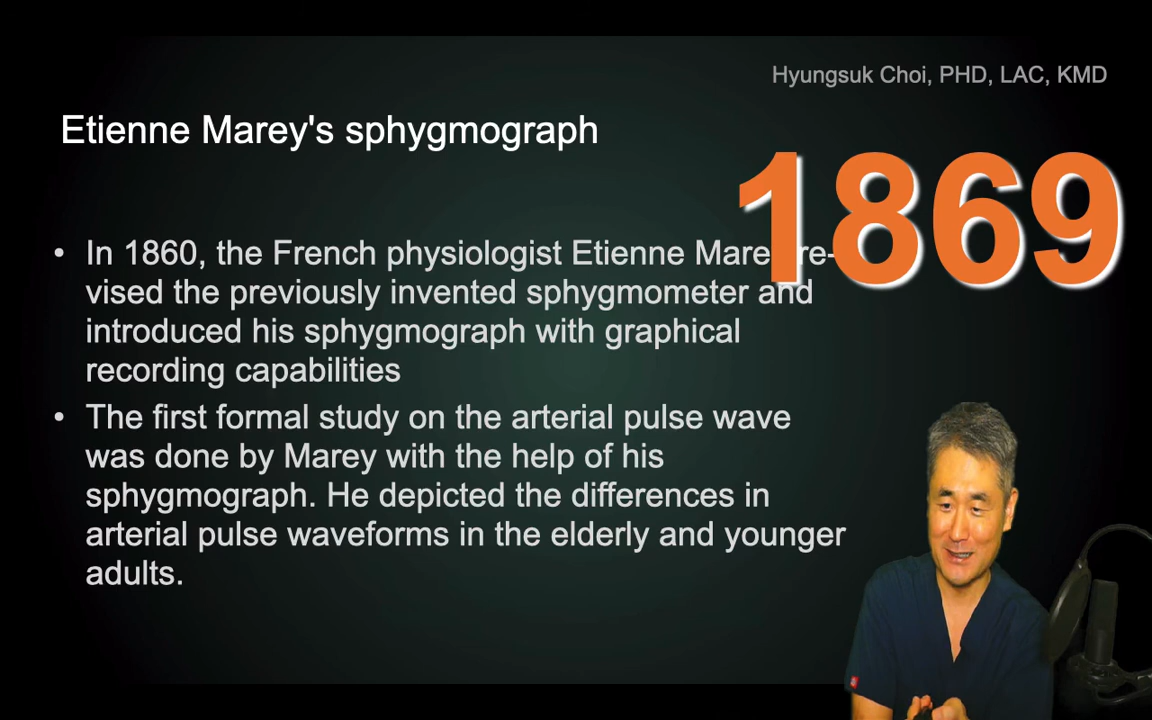 Hyungsuk Choi, PHD, LAC, KMD
Etienne Marey's sphygmograph
1869
• In 1860, the French physiologist Etienne Mare re-
vised the previously invented sphygmometer and
introduced his sphygmograph with graphical
recording capabilities
• The first formal study on the arterial pulse wave
was done by Marey with the help of his
sphygmograph. He depicted the differences in
arterial pulse waveforms in the elderly and younger
adults.